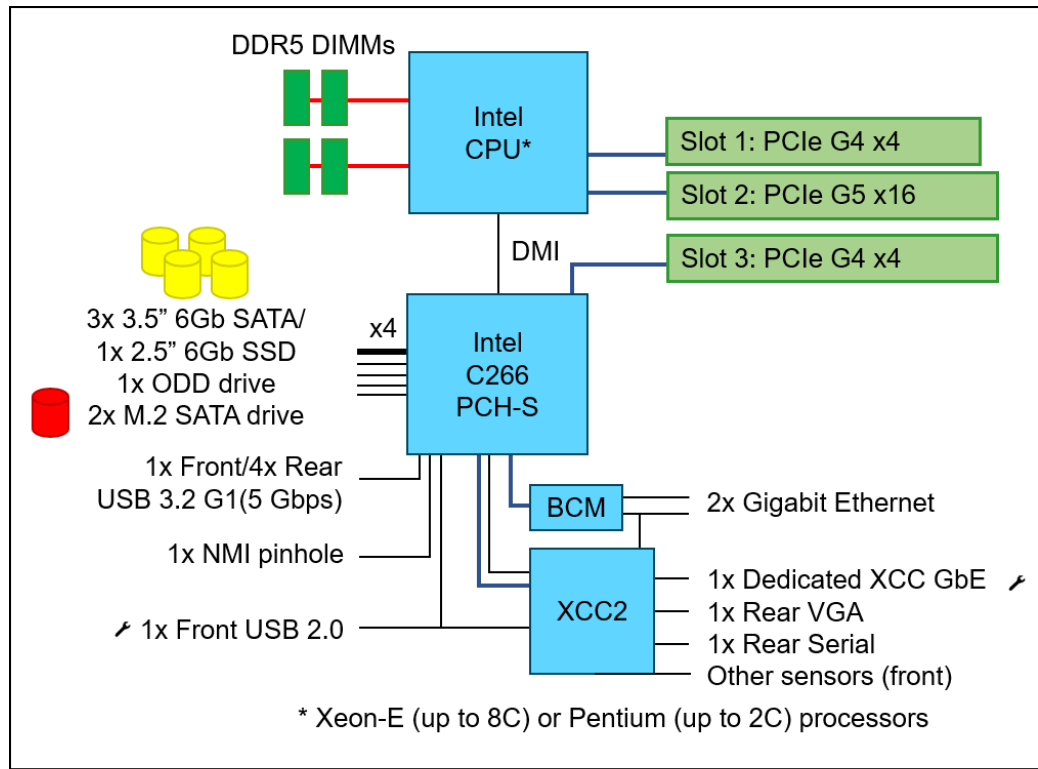 DDR5 DIMMs
Intel
CPU*
Slot 1: PCIe G4 x4
Slot 2: PCIe G5 x16
DMI
Slot 3: PCIe G4 x4
3x 3.5” 6Gb SATA/
1x 2.5” 6Gb SSD
1x ODD drive
2x M.2 SATA drive
x4
Intel
C266
PCH-S
1x Front/4x Rear
USB 3.2 G1(5 Gbps)
BCM
2x Gigabit Ethernet
1x NMI pinhole
1x Front USB 2.0
XCC2
1x Dedicated XCC GbE
1x Rear VGA
1x Rear Serial
Other sensors (front)
* Xeon-E (up to 8C) or Pentium (up to 2C) processors